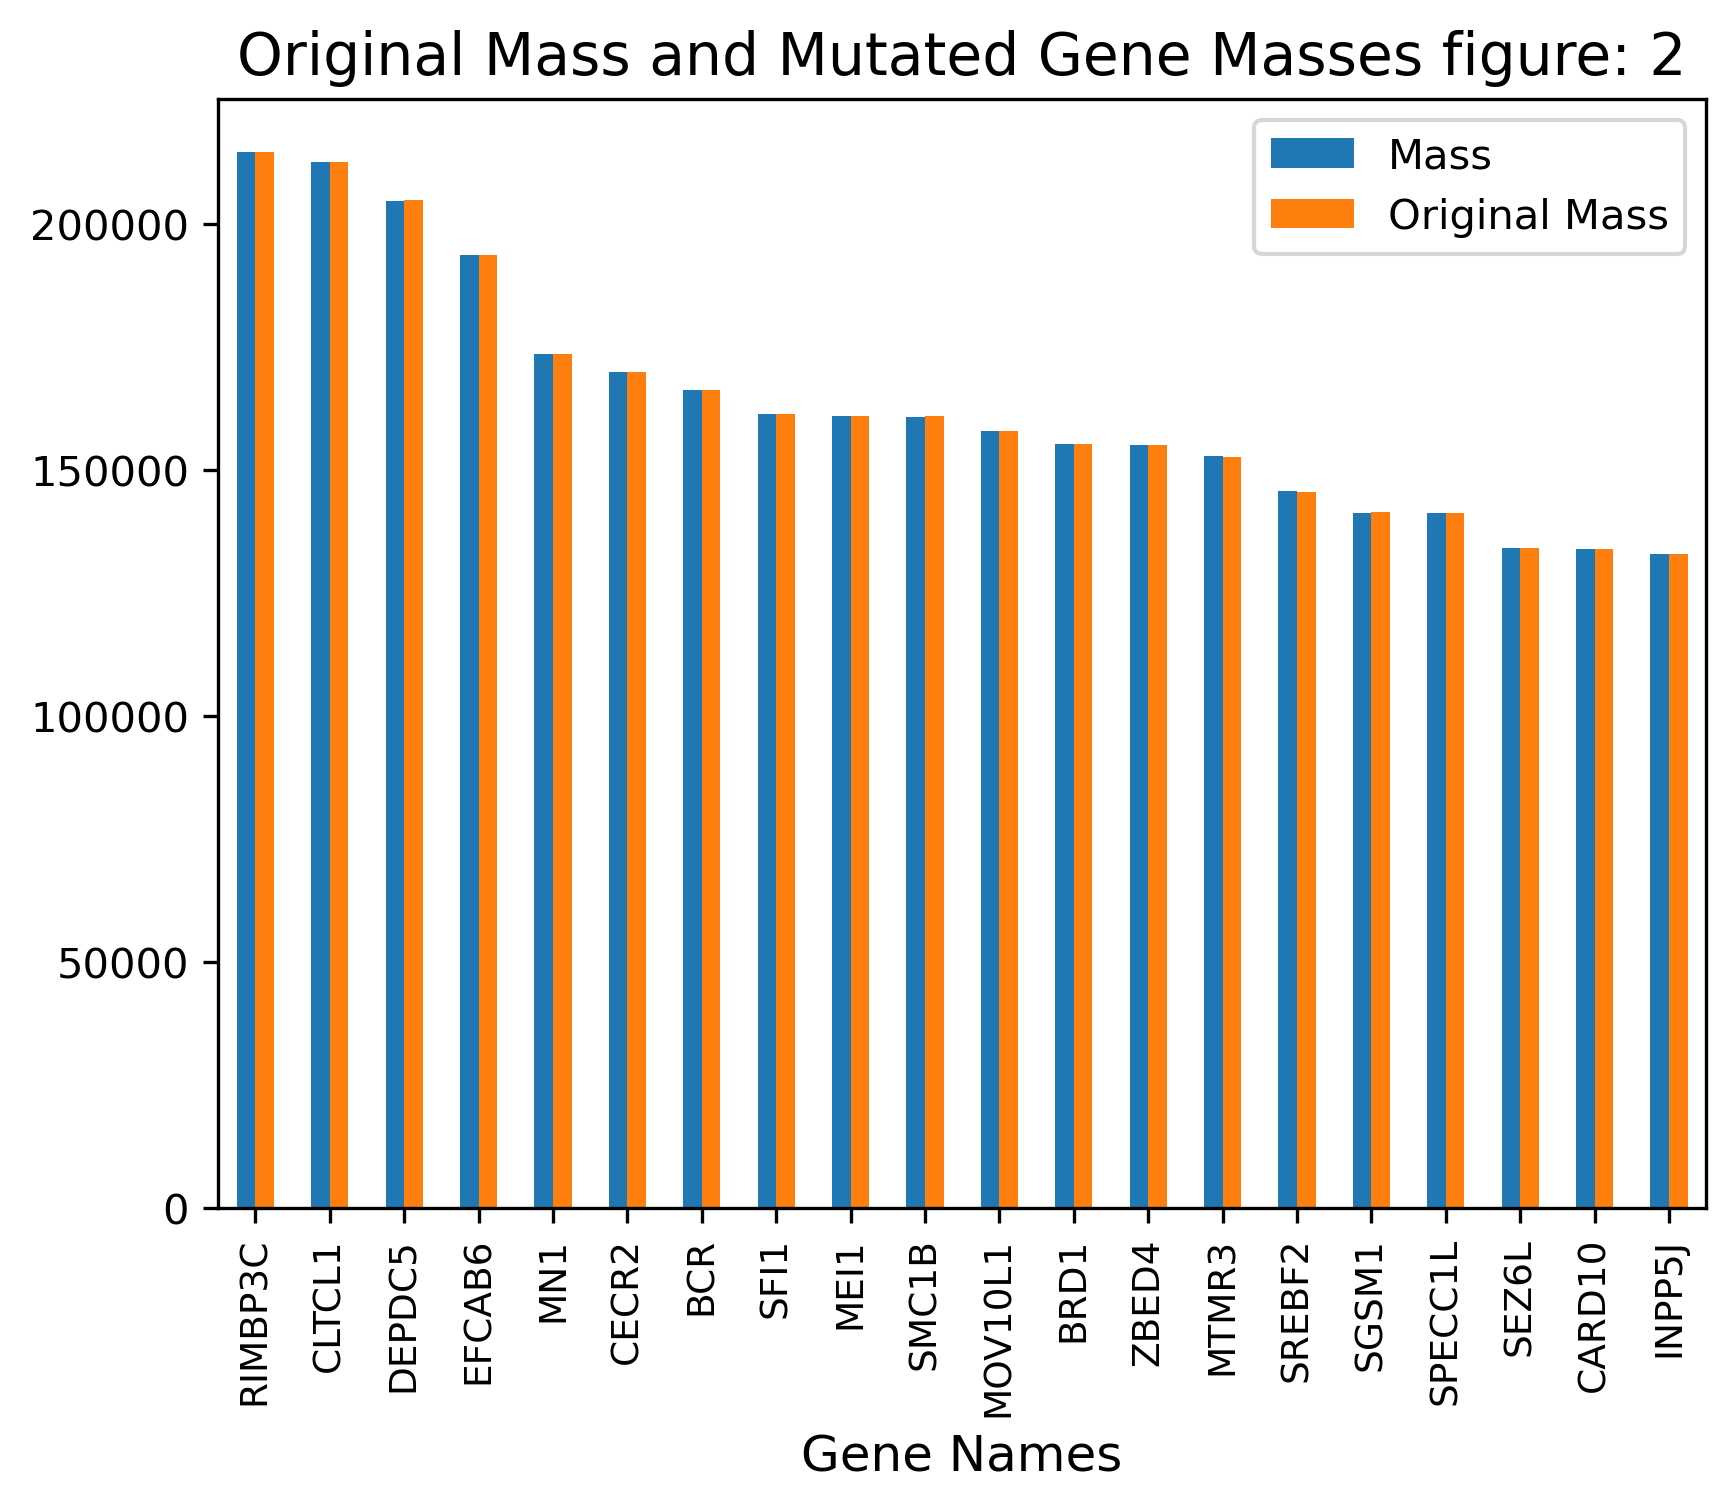 Original Mass and Mutated Gene Masses figure: 2
Mass
Original Mass
200000
150000
100000
50000
0
RIMBP3C
CLTCL1
DEPDC5
EFCAB6
MN1
CECR2
BCR
SFI1
MEI1
SMC1B
MOV10L1
BRD1
ZBED4
MTMR3
SREBF2
SGSM1
SPECC1L
SEZ6L
CARD10
INPP5J
Gene Names